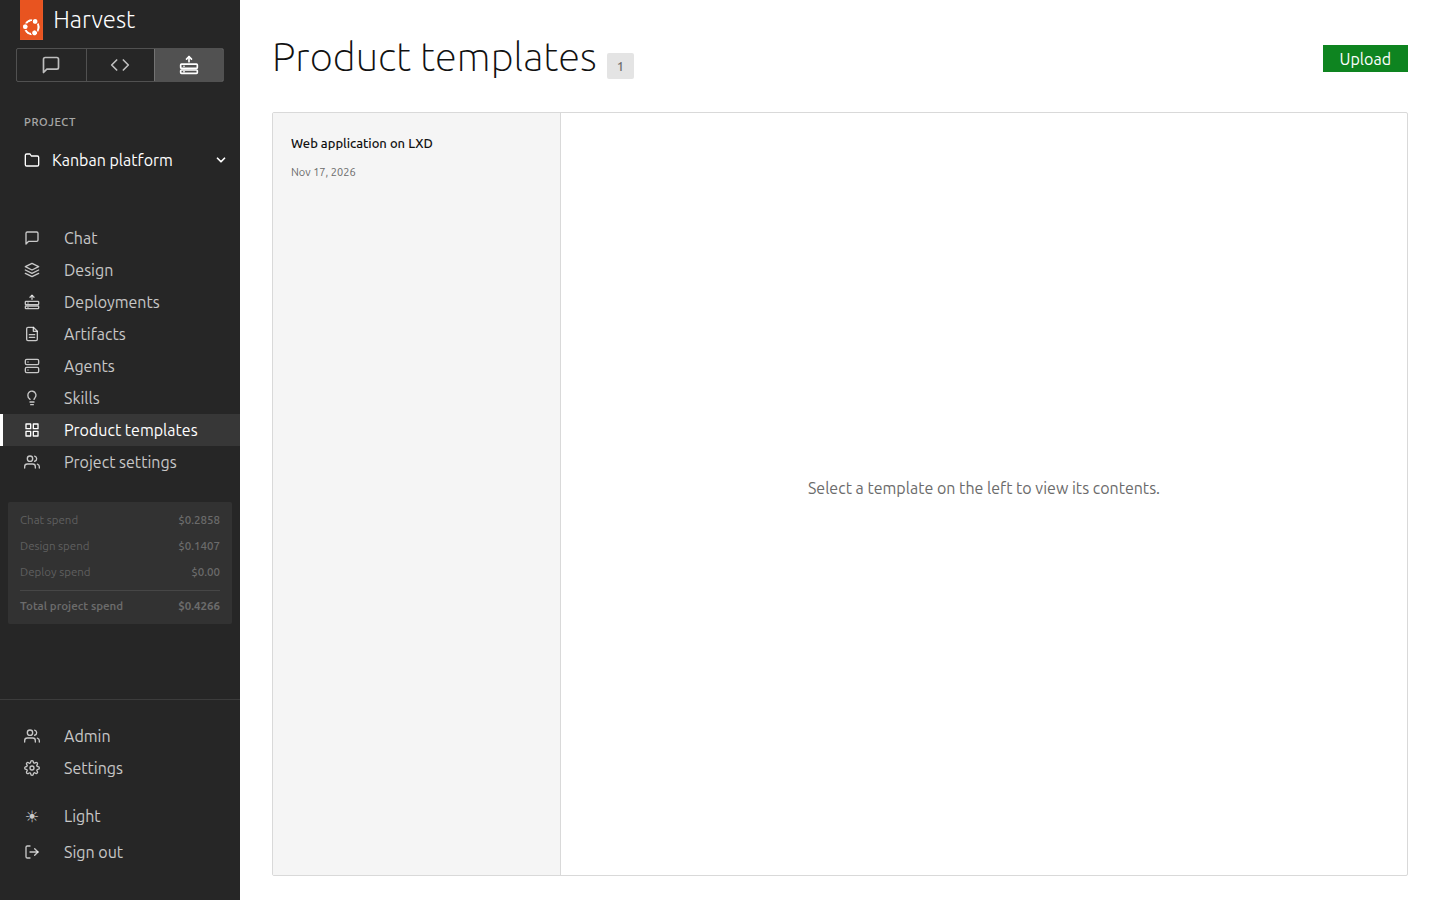 Harvest
PROJECT
Kanban platform
Chat
Design
Deployments
Artifacts
Agents
Skills
Product templates
Project settings
Chat spend $0.2858
Design spend $0.1407
Deploy spend $0.00
Total project spend $0.4266
Admin
Settings
Light
Sign out
Product templates 1
Upload
Web application on LXD
Nov 17, 2026
Select a template on the left to view its contents.